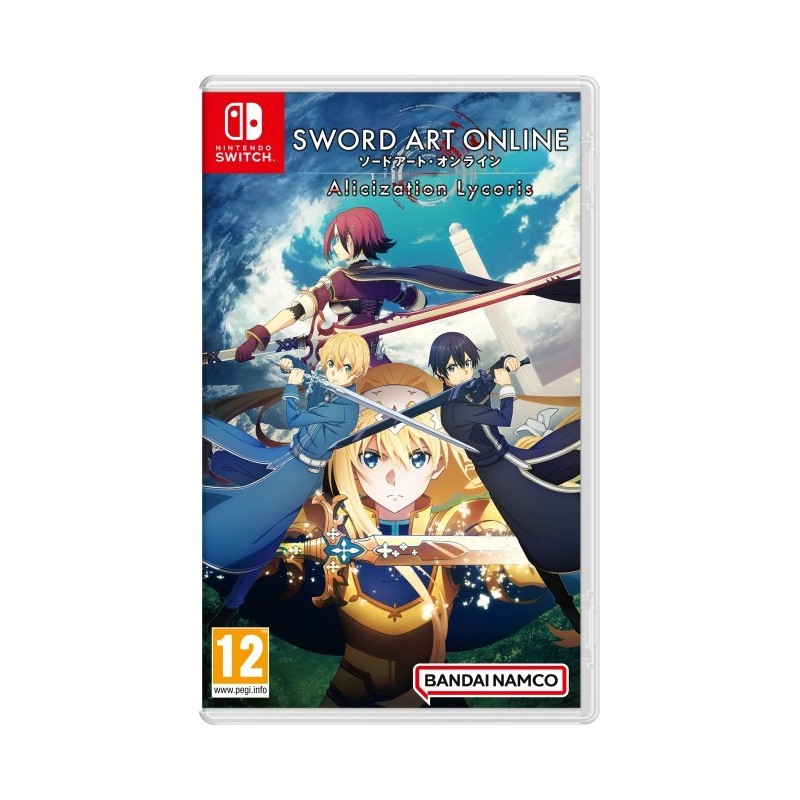 NINTENDO
SWITCH™
SWORD ART ONLINE
ソードアート・オンライン
Alicization Lycoris
12
www.pegi.info
BANDAI NAMCO